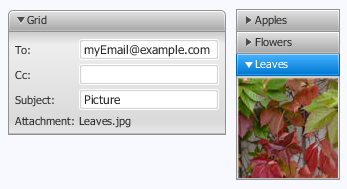 Grid
To: myEmail@example.com
Cc:
Subject: Picture
Attachment: Leaves.jpg
Apples
Flowers
Leaves